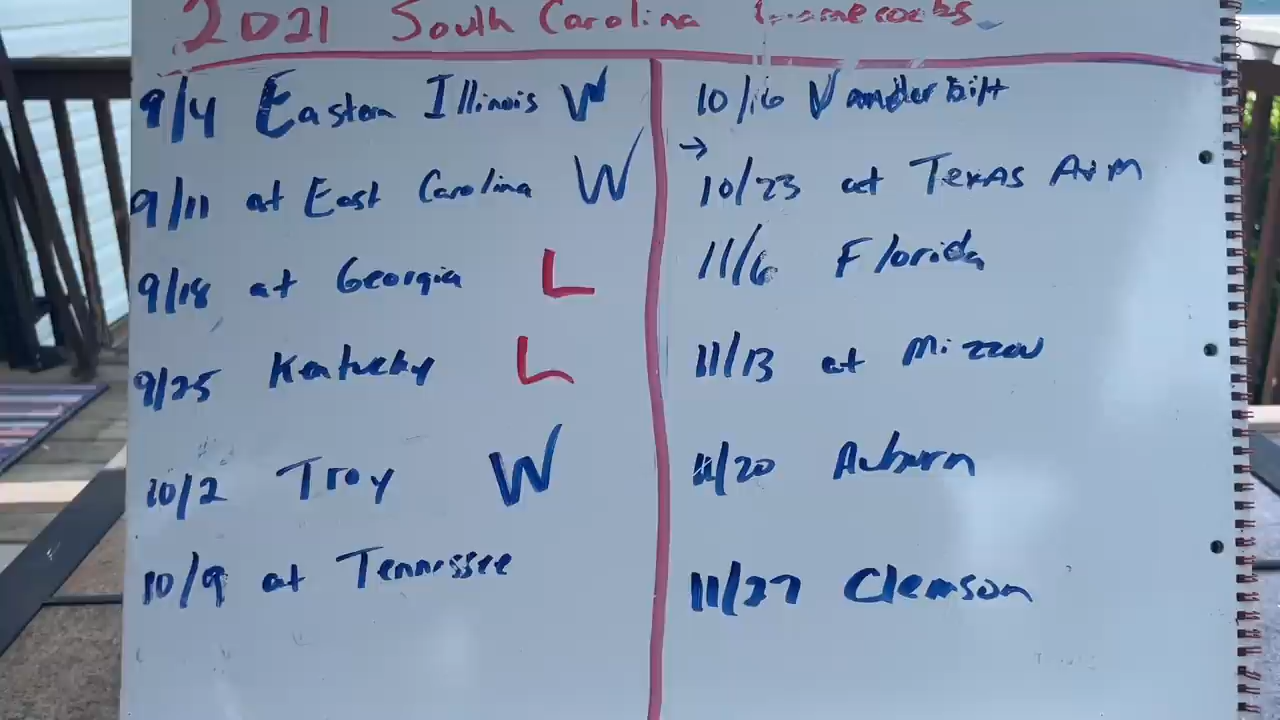 2021 South Carolina Gamecocks
9/4 Eastern Illinois W
9/11 at East Carolina W
9/18 at Georgia L
9/25 Kentucky L
10/2 Troy W
10/9 at Tennessee
10/16 Vanderbilt
→
10/23 at Texas A+M
11/6 Florida
11/13 at Mizzou
11/20 Auburn
11/27 Clemson